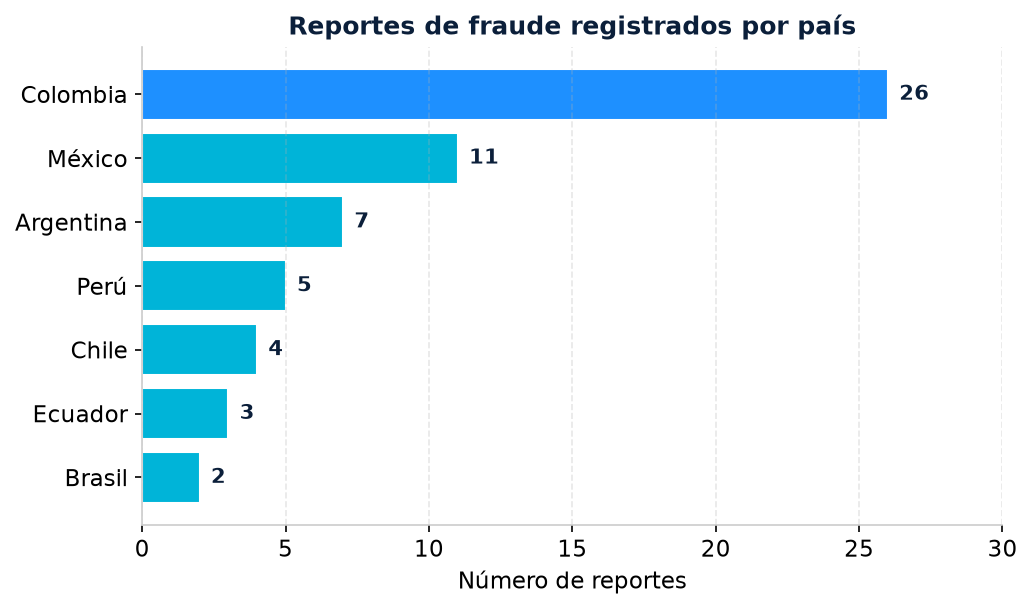 Reportes de fraude registrados por país
Colombia 26
México 11
Argentina 7
Perú 5
Chile 4
Ecuador 3
Brasil 2
0 5 10 15 20 25 30
Número de reportes